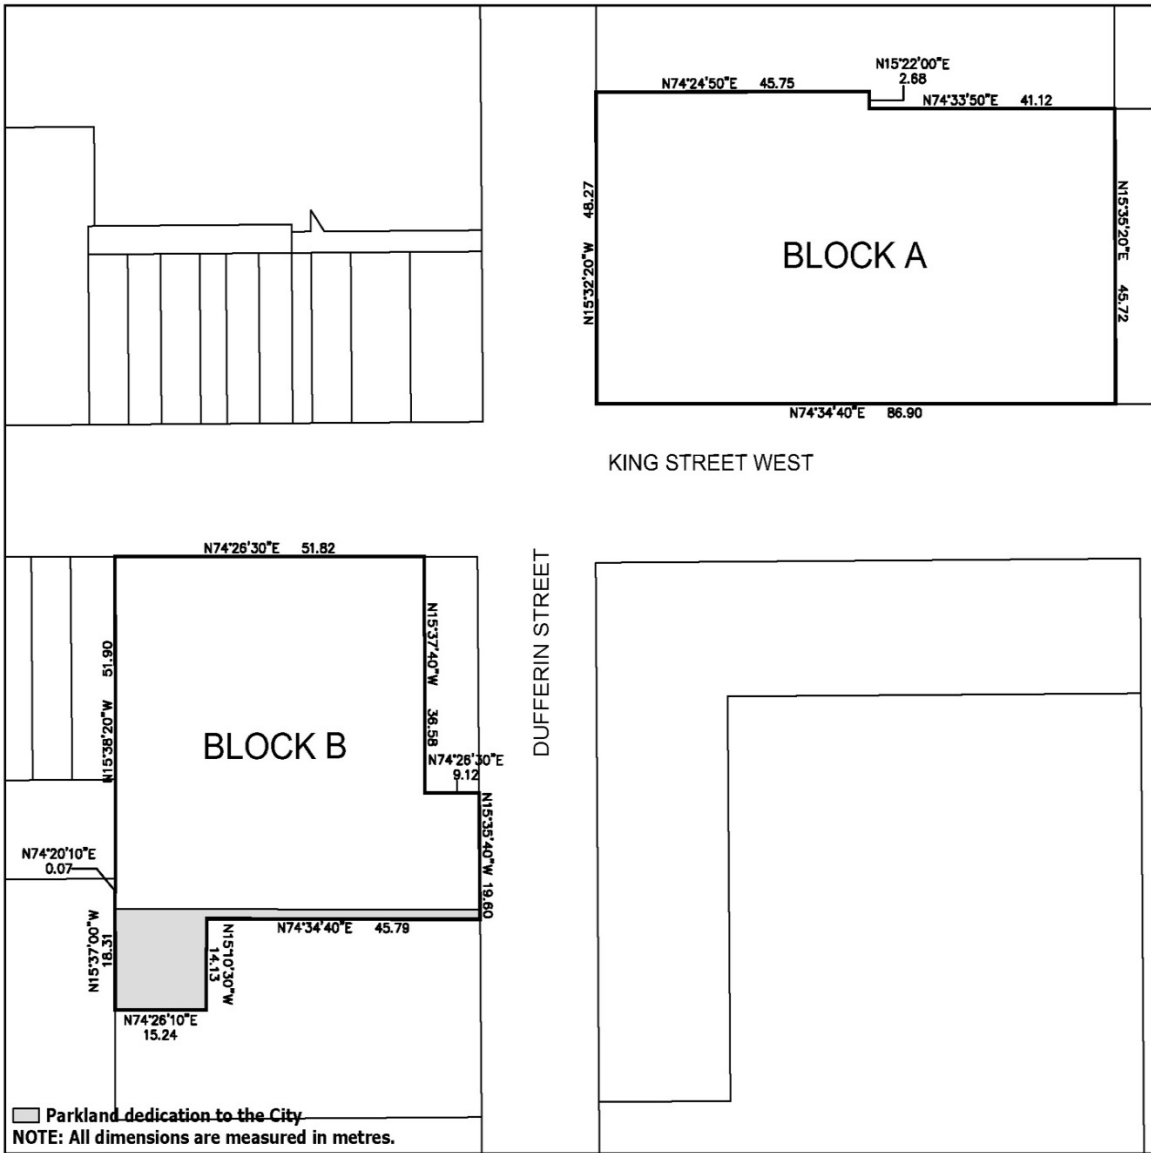 N15°22'00"E
2.68
N74°24'50"E 45.75
N74°33'50"E 41.12
N15°32'20"W 48.27
BLOCK A
N15°35'20"E 45.72
N74°34'40"E 86.90
KING STREET WEST
N74°26'30"E 51.82
DUFFERIN STREET
N15°38'20"W 51.90
N15°37'40"W 36.58
BLOCK B
N74°26'30"E
9.12
N15°35'40"W 19.60
N74°20'10"E
0.07
N15°37'00"W
18.31
N74°34'40"E 45.79
N15°10'30"W
14.13
N74°26'10"E
15.24
Parkland dedication to the City
NOTE: All dimensions are measured in metres.